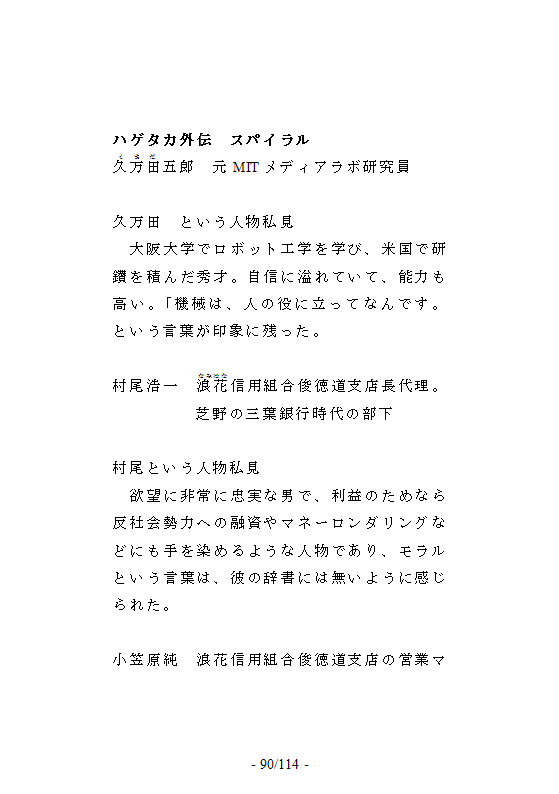 ハゲタカ外伝　スパイラル
くまだ
久万田五郎　元MITメディアラボ研究員
久万田　という人物私見
　大阪大学でロボット工学を学び、米国で研
鑽を積んだ秀才。自信に溢れていて、能力も
高い。「機械は、人の役に立ってなんです。
という言葉が印象に残った。
なみはな
村尾浩一　浪花信用組合俊徳道支店長代理。
芝野の三葉銀行時代の部下
村尾という人物私見
　欲望に非常に忠実な男で、利益のためなら
反社会勢力への融資やマネーロンダリングな
どにも手を染めるような人物であり、モラル
という言葉は、彼の辞書には無いように感じ
られた。
小笠原純　浪花信用組合俊徳道支店の営業マ
- 90/114 -